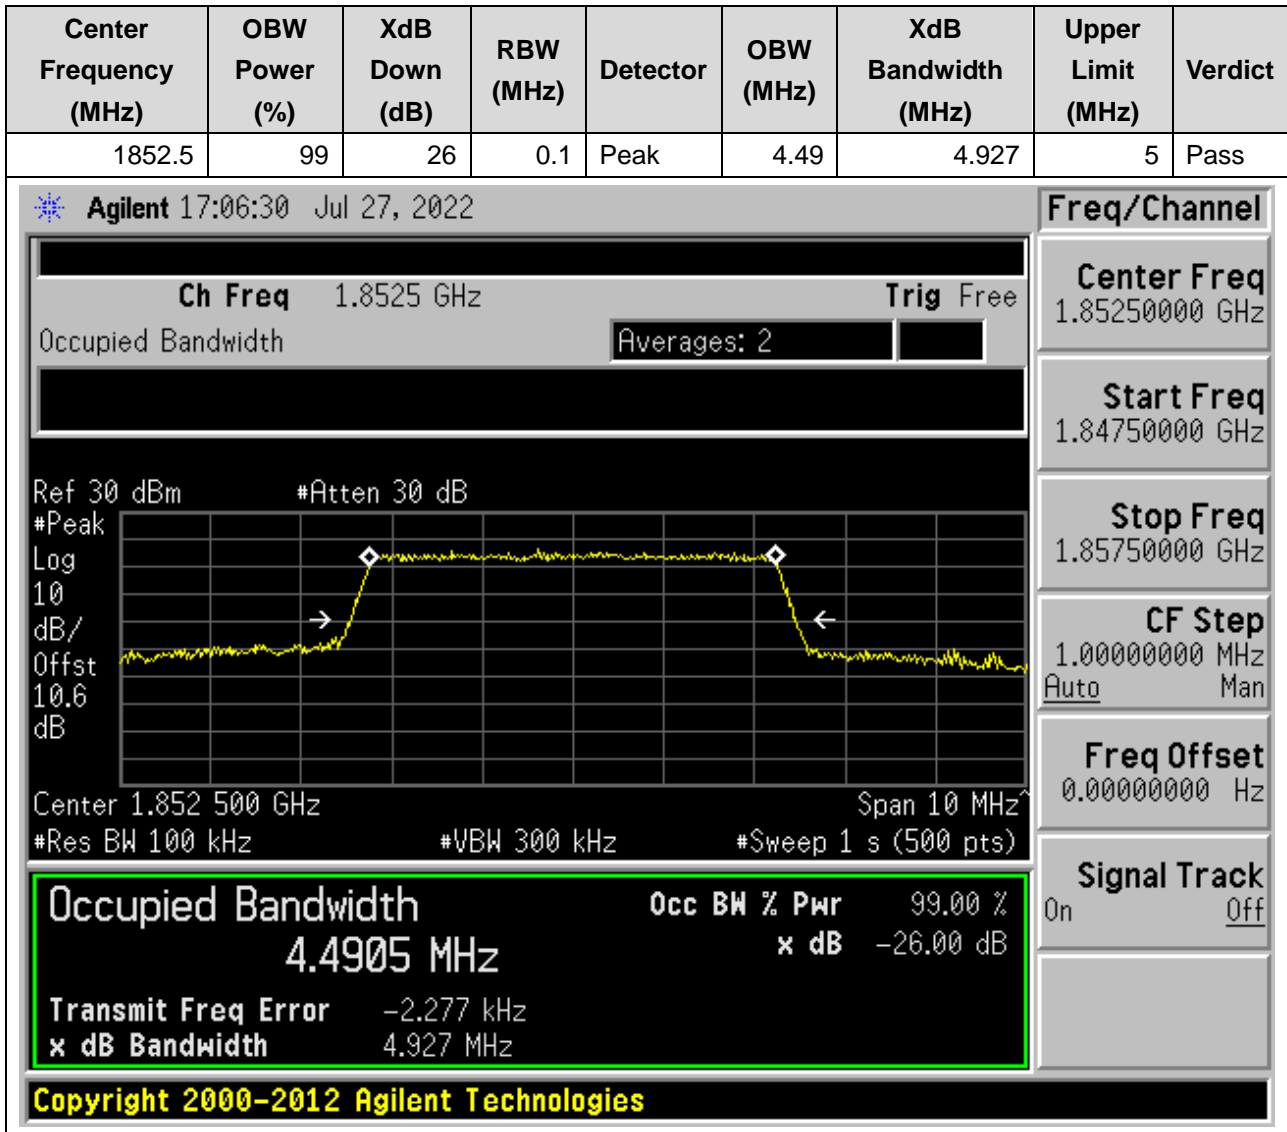 Center Frequency (MHz) OBW Power (%) XdB Down (dB) RBW (MHz) Detector OBW (MHz) XdB Bandwidth (MHz) Upper Limit (MHz) Verdict
1852.5 99 26 0.1 Peak 4.49 4.927 5 Pass
Agilent 17:06:30 Jul 27, 2022
Freq/Channel
Ch Freq 1.8525 GHz Trig Free
Occupied Bandwidth Averages: 2
Center Freq
1.85250000 GHz
Start Freq
1.84750000 GHz
Stop Freq
1.85750000 GHz
CF Step
1.00000000 MHz
Auto Man
Freq Offset
0.00000000 Hz
Signal Track
On Off
Ref 30 dBm #Atten 30 dB
#Peak
Log
10
dB/
Offst
10.6
dB
Center 1.852 500 GHz Span 10 MHz^
#Res BW 100 kHz #VBW 300 kHz #Sweep 1 s (500 pts)
Occupied Bandwidth Occ BW % Pwr 99.00 %
4.4905 MHz x dB -26.00 dB
Transmit Freq Error -2.277 kHz
x dB Bandwidth 4.927 MHz
Copyright 2000-2012 Agilent Technologies